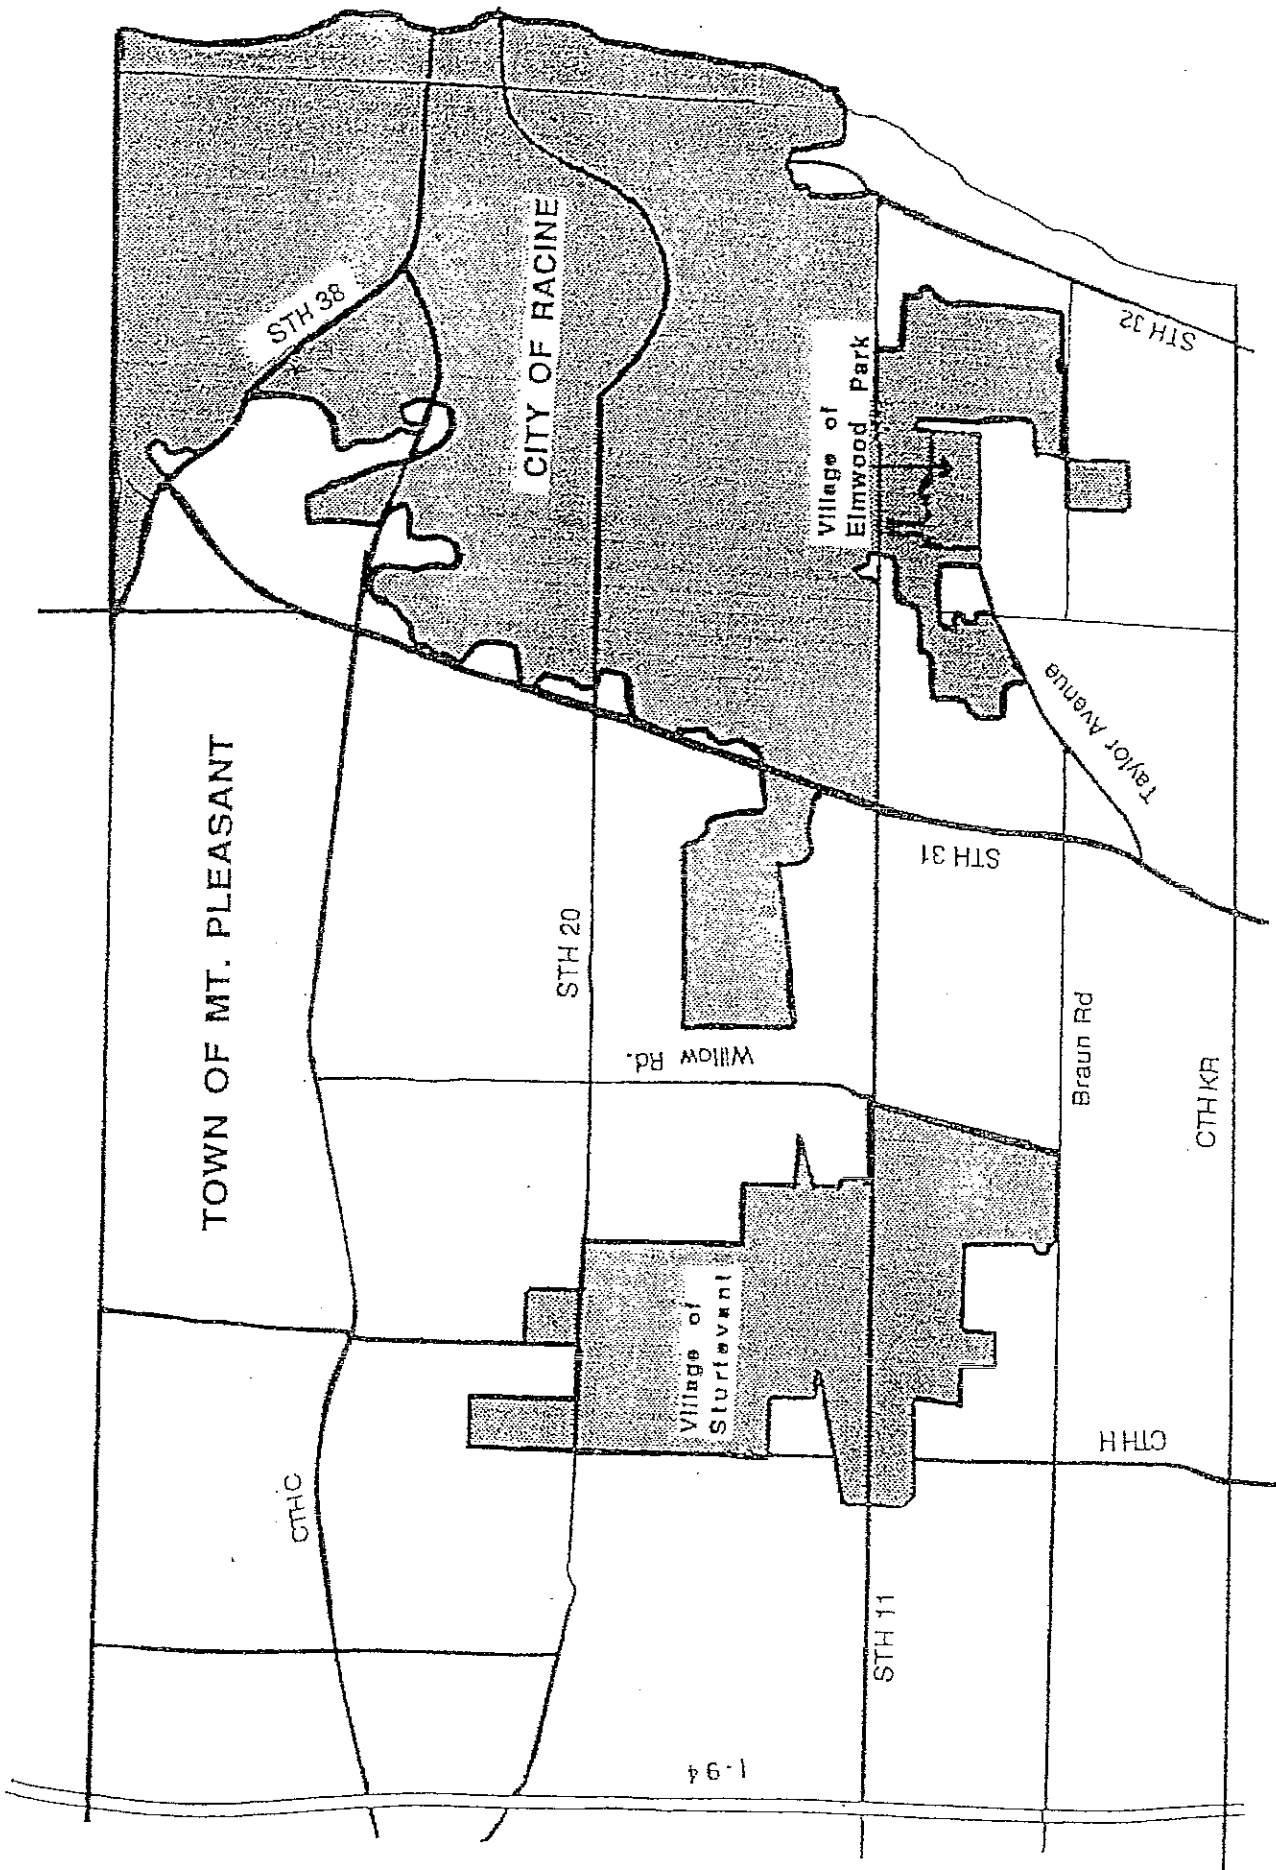 TOWN OF MT. PLEASANT
CITY OF RACINE
STH 38
CTH C
STH 20
Willow Rd.
Village of
Elmwood Park
Village of
Sturtevant
I-94
STH 11
STH 31
STH 32
Taylor Avenue
Braun Rd
CTH H
CTH KR